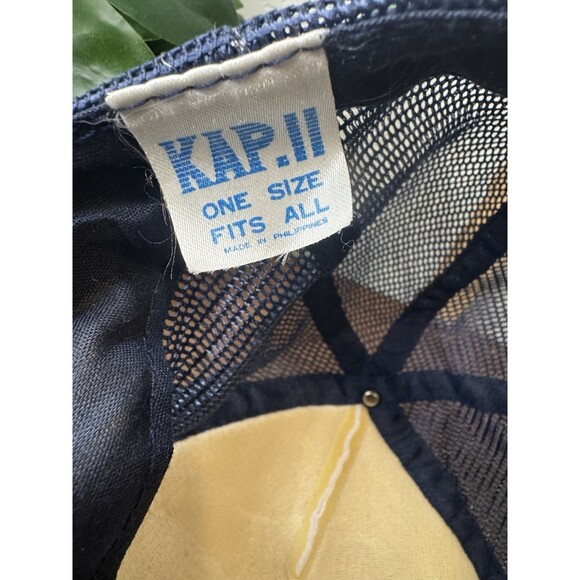 KAP.II
ONE SIZE
FITS ALL
MADE IN PHILIPPINES